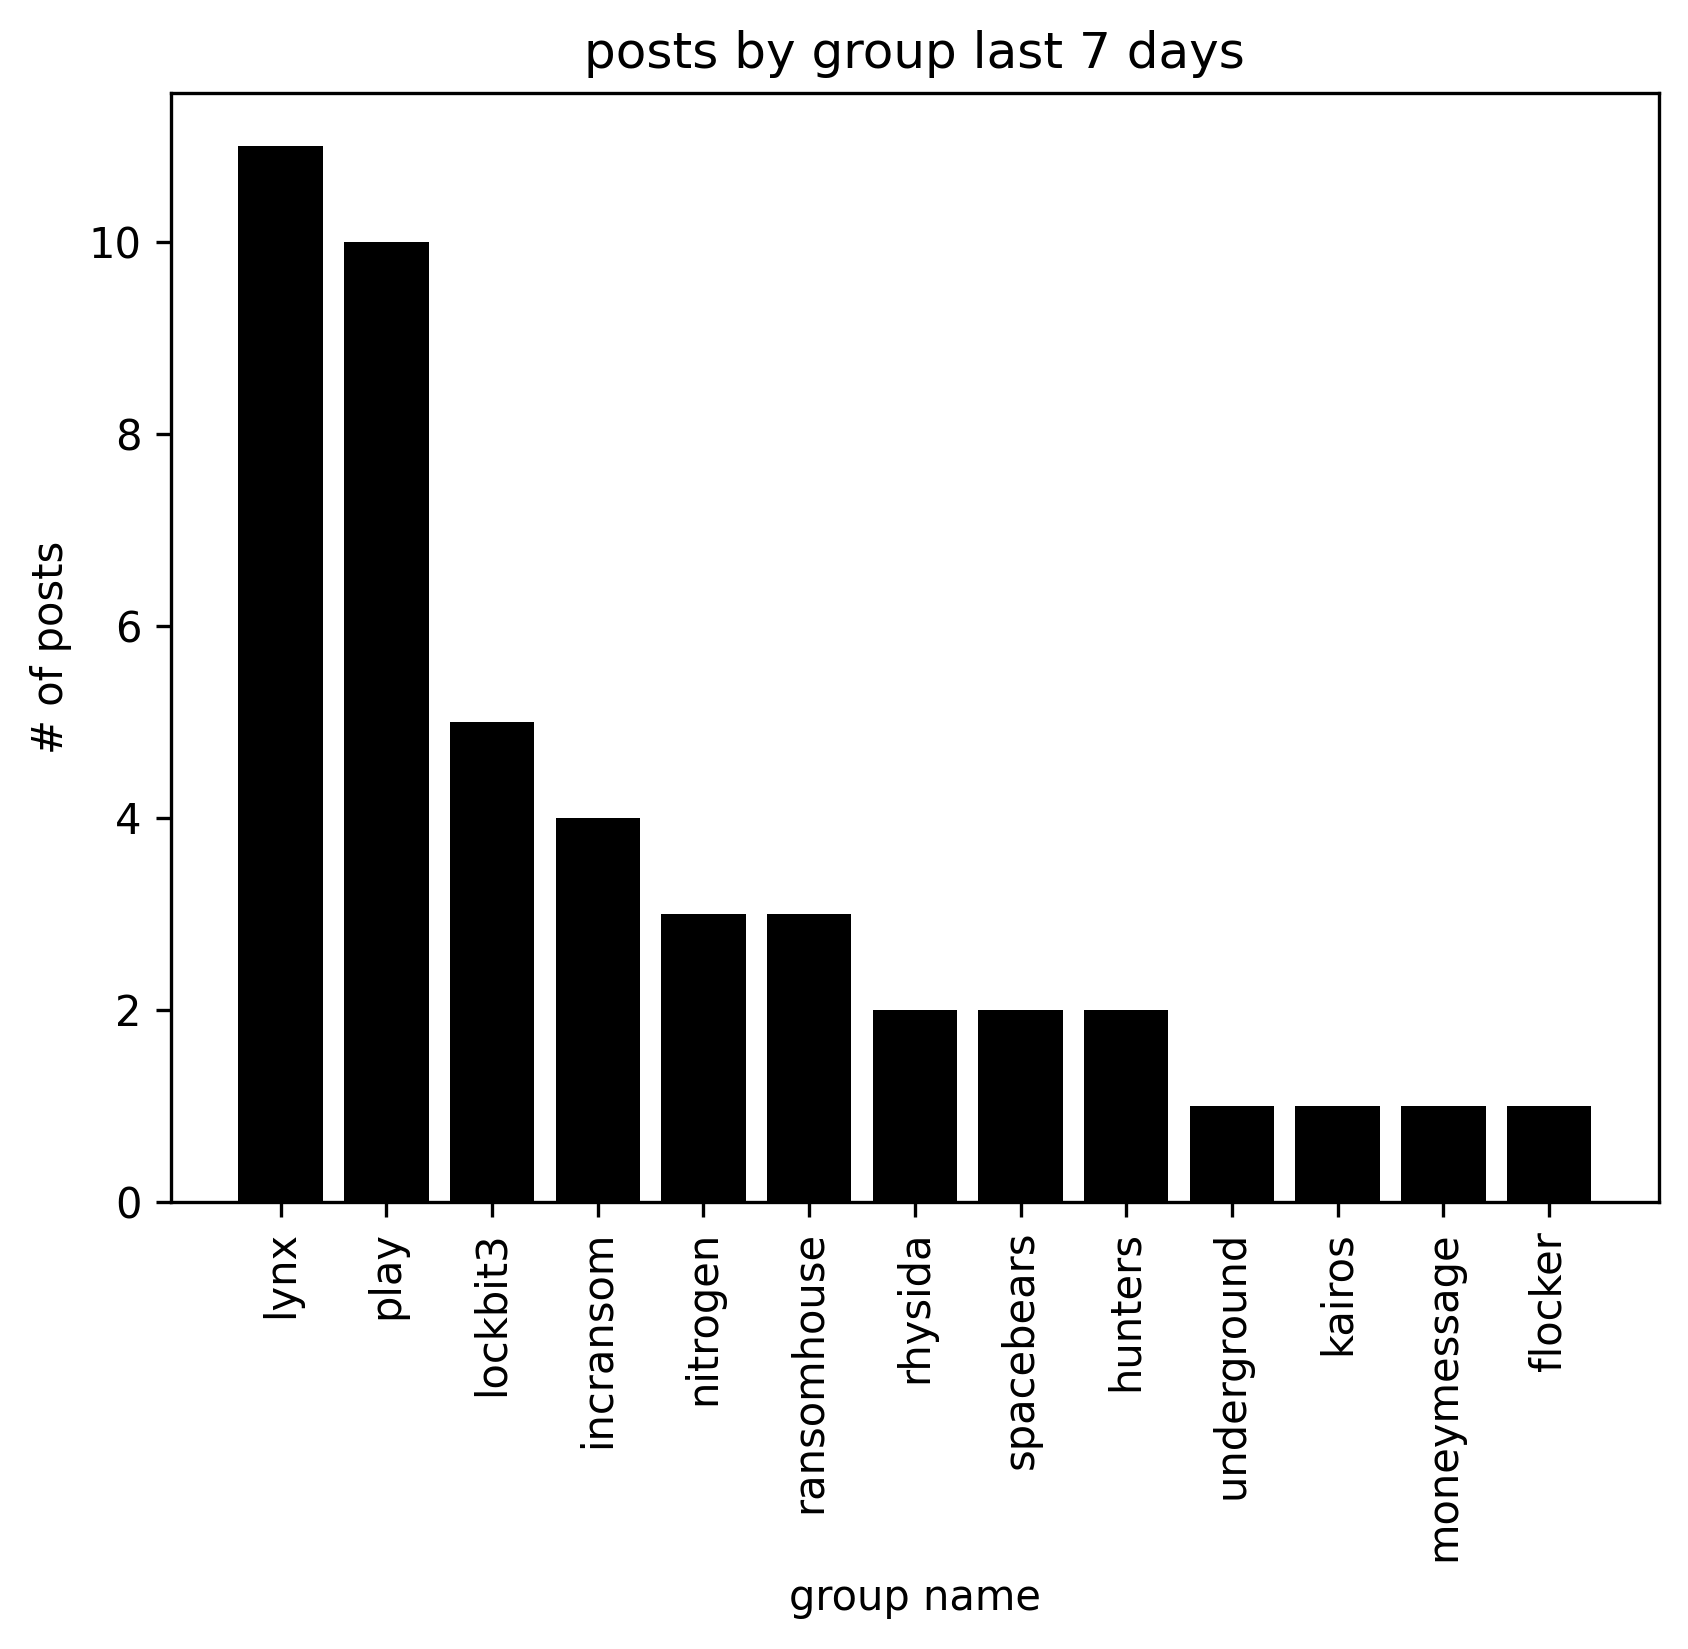 posts by group last 7 days
# of posts
10
8
6
4
2
0
lynx
play
lockbit3
incransom
nitrogen
ransomhouse
rhysida
spacebears
hunters
underground
kairos
moneymessage
flocker
group name